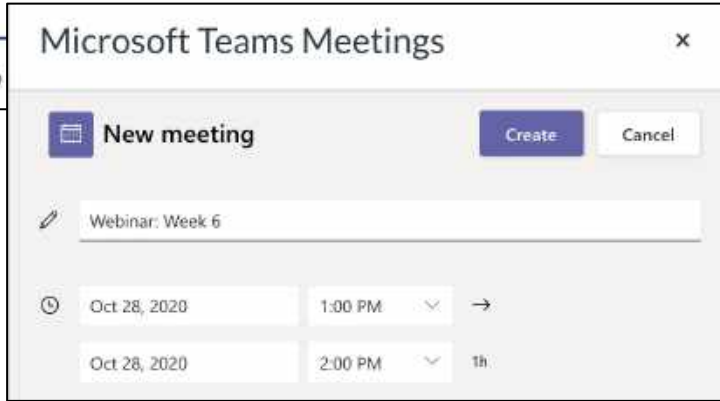 Microsoft Teams Meetings ×
New meeting Create Cancel
Webinar: Week 6
Oct 28, 2020 1:00 PM →
Oct 28, 2020 2:00 PM 1h